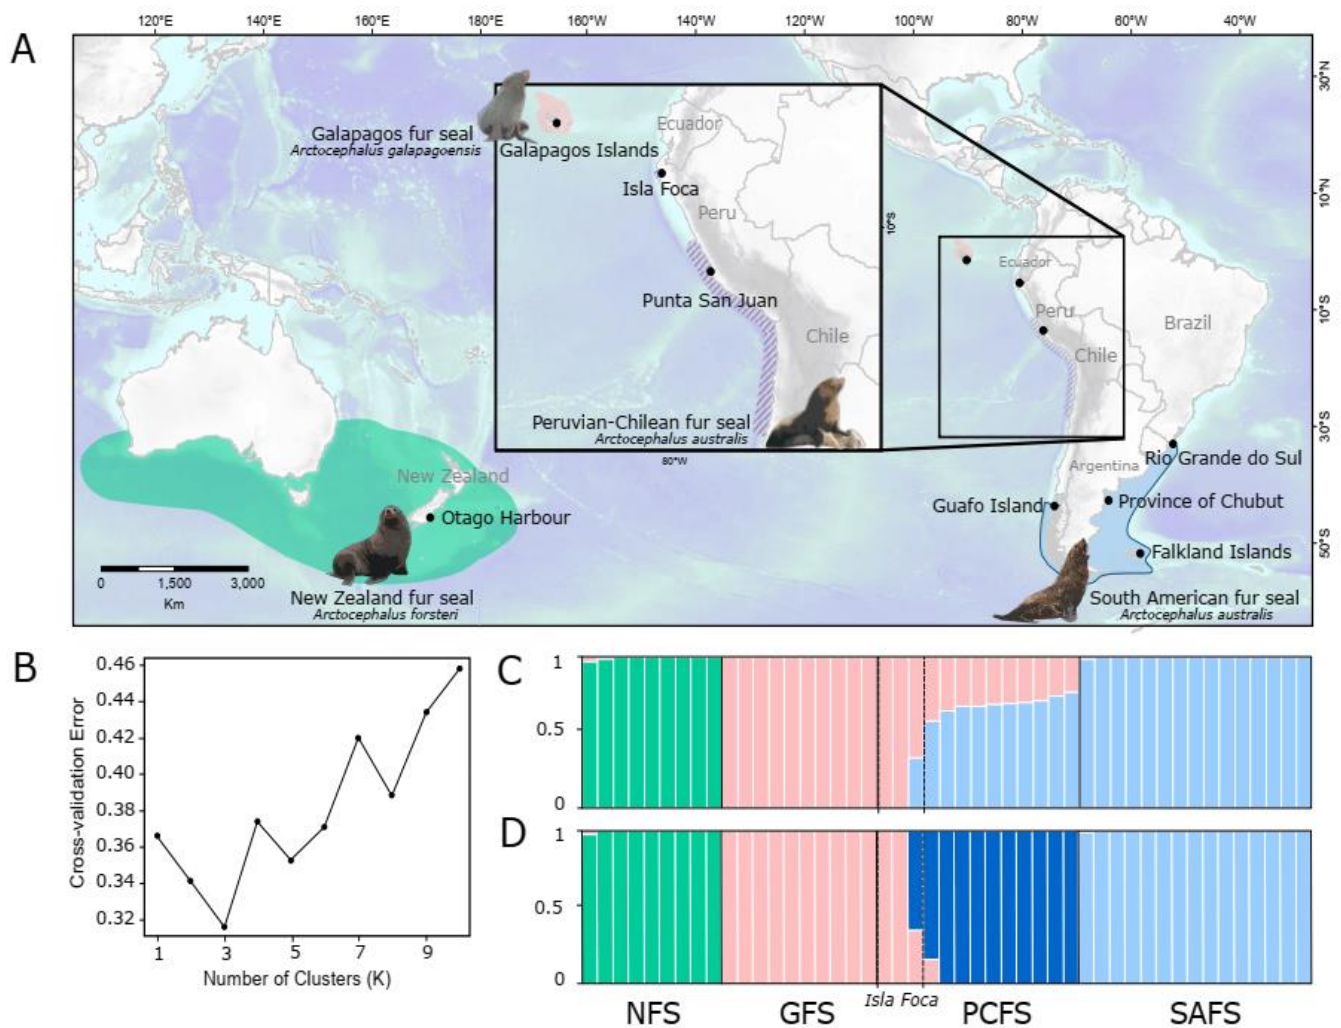 A
120°E 140°E 160°E 180°W 160°W 140°W 120°W 100°W 80°W 60°W 40°W
30°N
10°N
10°S
30°S
50°S
Galapagos fur seal
Arctocephalus galapagoensis
Galapagos Islands
Ecuador
Isla Foca
Peru
10°S
Punta San Juan
Chile
Peruvian-Chilean fur seal
Arctocephalus australis
80°W
Ecuador
Peru
Brazil
Chile
Argentina
Rio Grande do Sul
Guafo Island
Province of Chubut
Falkland Islands
South American fur seal
Arctocephalus australis
New Zealand
Otago Harbour
New Zealand fur seal
Arctocephalus forsteri
0 1,500 3,000
Km
B
Cross-validation Error
0.46
0.44
0.42
0.40
0.38
0.36
0.34
0.32
1 3 5 7 9
Number of Clusters (K)
C
1
0.5
0
D
1
0.5
0
NFS GFS Isla Foca PCFS SAFS